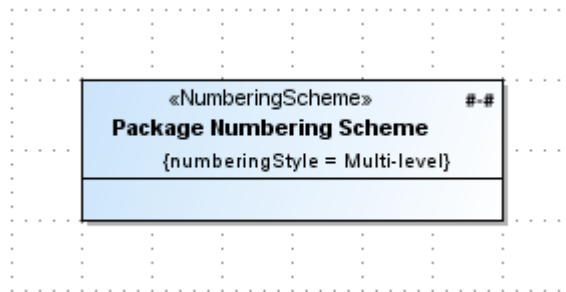 «NumberingScheme» #-#
Package Numbering Scheme
{numberingStyle = Multi-level}